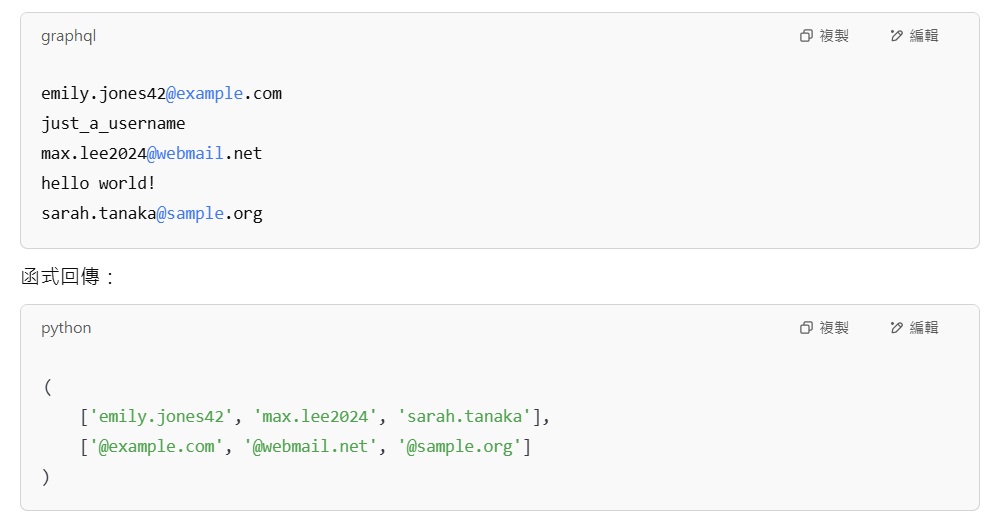 graphql 複製 編輯
emily.jones42@example.com
just_a_username
max.lee2024@webmail.net
hello world!
sarah.tanaka@sample.org
函式回傳：
python 複製 編輯
(
    ['emily.jones42', 'max.lee2024', 'sarah.tanaka'],
    ['@example.com', '@webmail.net', '@sample.org']
)